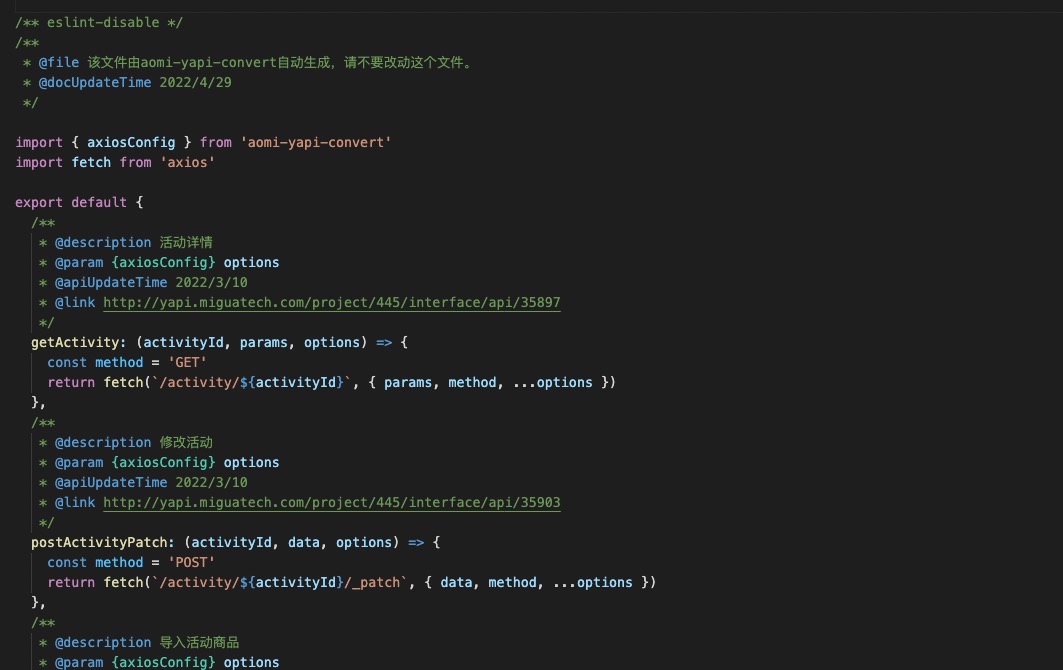 /** eslint-disable */
/**
 * @file 该文件由aomi-yapi-convert自动生成，请不要改动这个文件。
 * @docUpdateTime 2022/4/29
 */
import { axiosConfig } from 'aomi-yapi-convert'
import fetch from 'axios'
export default {
  /**
   * @description 活动详情
   * @param {axiosConfig} options
   * @apiUpdateTime 2022/3/10
   * @link http://yapi.miguatech.com/project/445/interface/api/35897
   */
  getActivity: (activityId, params, options) => {
    const method = 'GET'
    return fetch(`/activity/${activityId}`, { params, method, ...options })
  },
  /**
   * @description 修改活动
   * @param {axiosConfig} options
   * @apiUpdateTime 2022/3/10
   * @link http://yapi.miguatech.com/project/445/interface/api/35903
   */
  postActivityPatch: (activityId, data, options) => {
    const method = 'POST'
    return fetch(`/activity/${activityId}/_patch`, { data, method, ...options })
  },
  /**
   * @description 导入活动商品
   * @param {axiosConfig} options